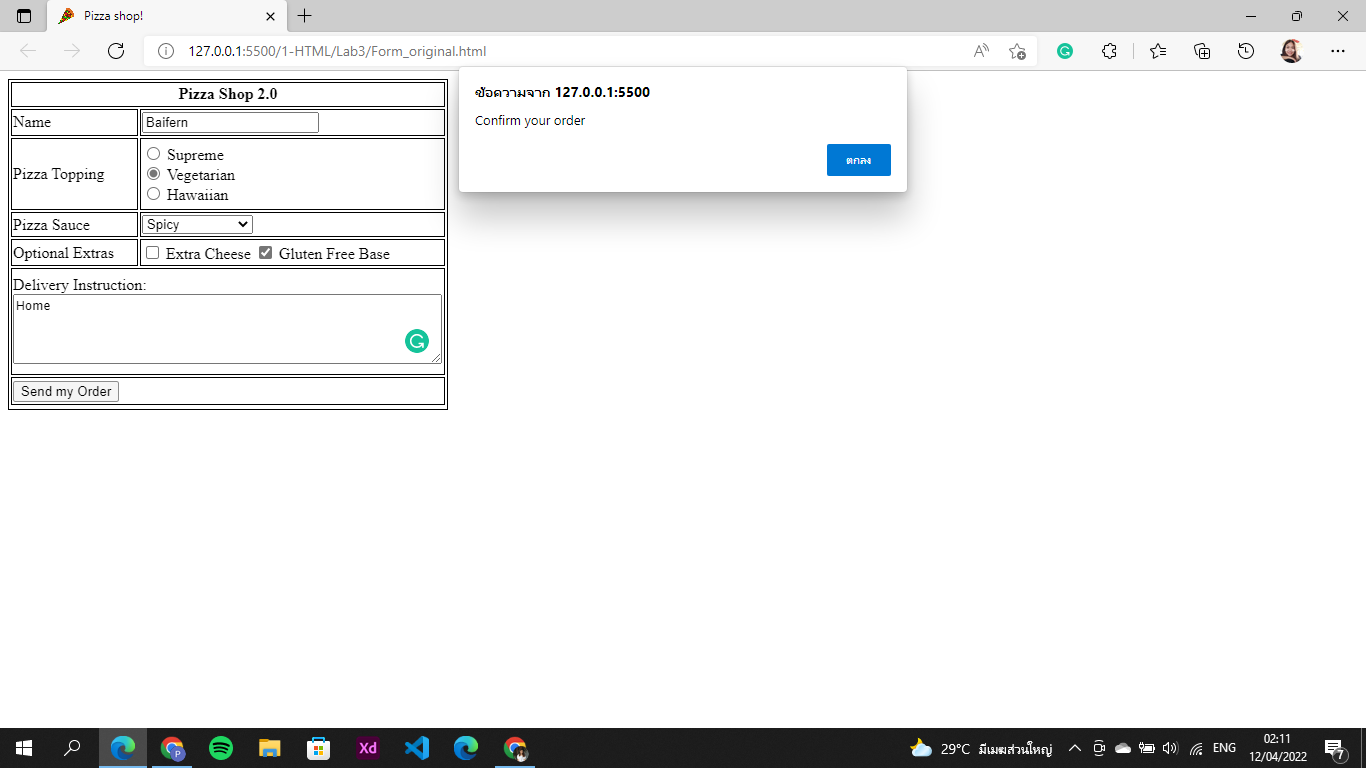 Pizza shop!
127.0.0.1:5500/1-HTML/Lab3/Form_original.html
ข้อความจาก 127.0.0.1:5500
Confirm your order
ตกลง
Pizza Shop 2.0
Name Baifern
Pizza Topping
Supreme
Vegetarian
Hawaiian
Pizza Sauce Spicy
Optional Extras Extra Cheese Gluten Free Base
Delivery Instruction:
Home
Send my Order
Xd
29°C มีเมฆส่วนใหญ่ ENG
02:11
12/04/2022
7